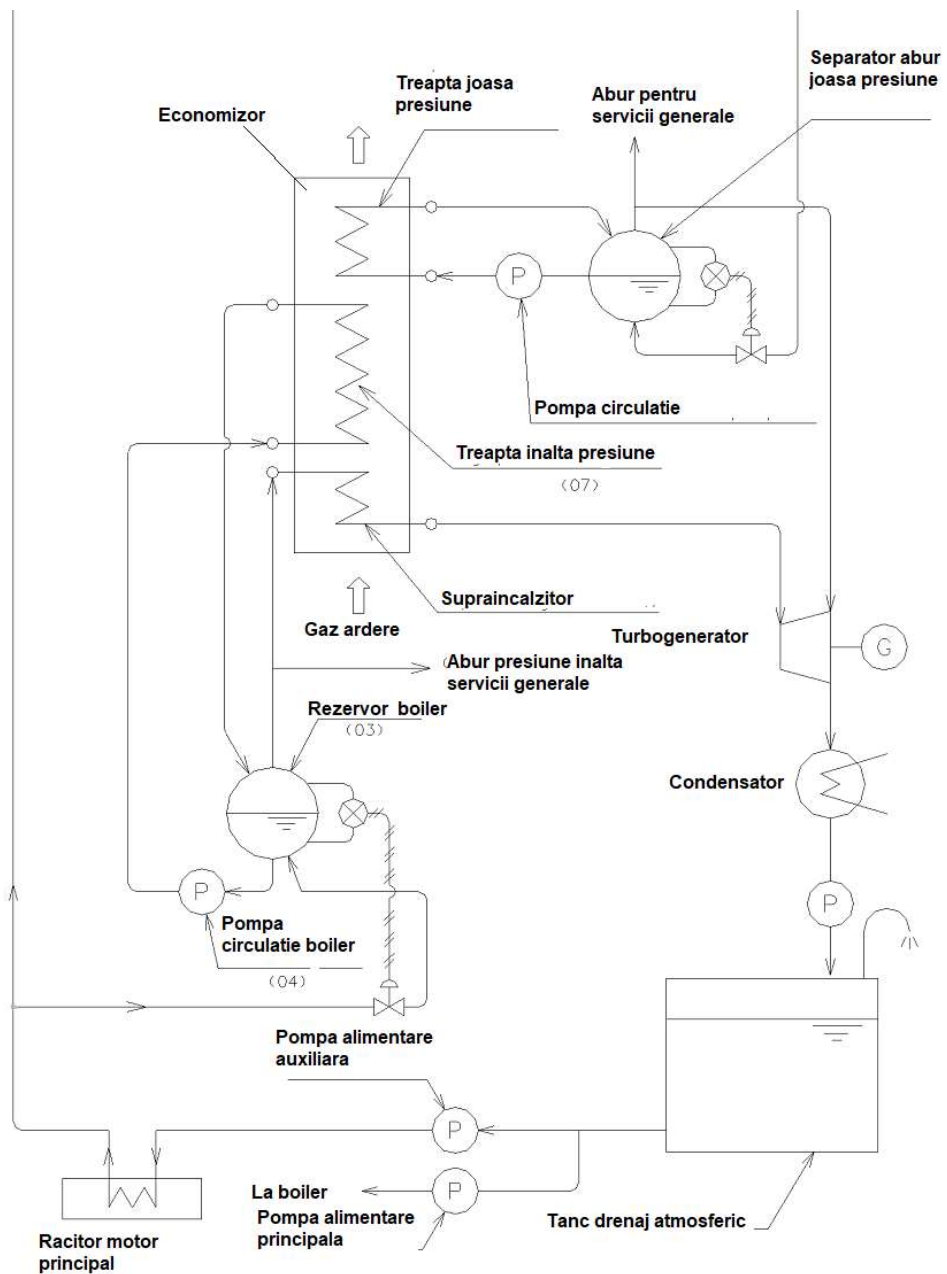 Separator abur
joasa presiune
Treapta joasa
presiune
Abur pentru
servicii generale
Economizor
P
Pompa circulatie
Treapta inalta presiune
(07)
Supraincalzitor
Gaz ardere
Turbogenerator
G
Abur presiune inalta
servicii generale
Rezervor boiler
(03)
Condensator
P
P
Pompa
circulatie boiler
(04)
Pompa alimentare
auxiliara
P
La boiler
P
Pompa alimentare
principala
Tanc drenaj atmosferic
Racitor motor
principal